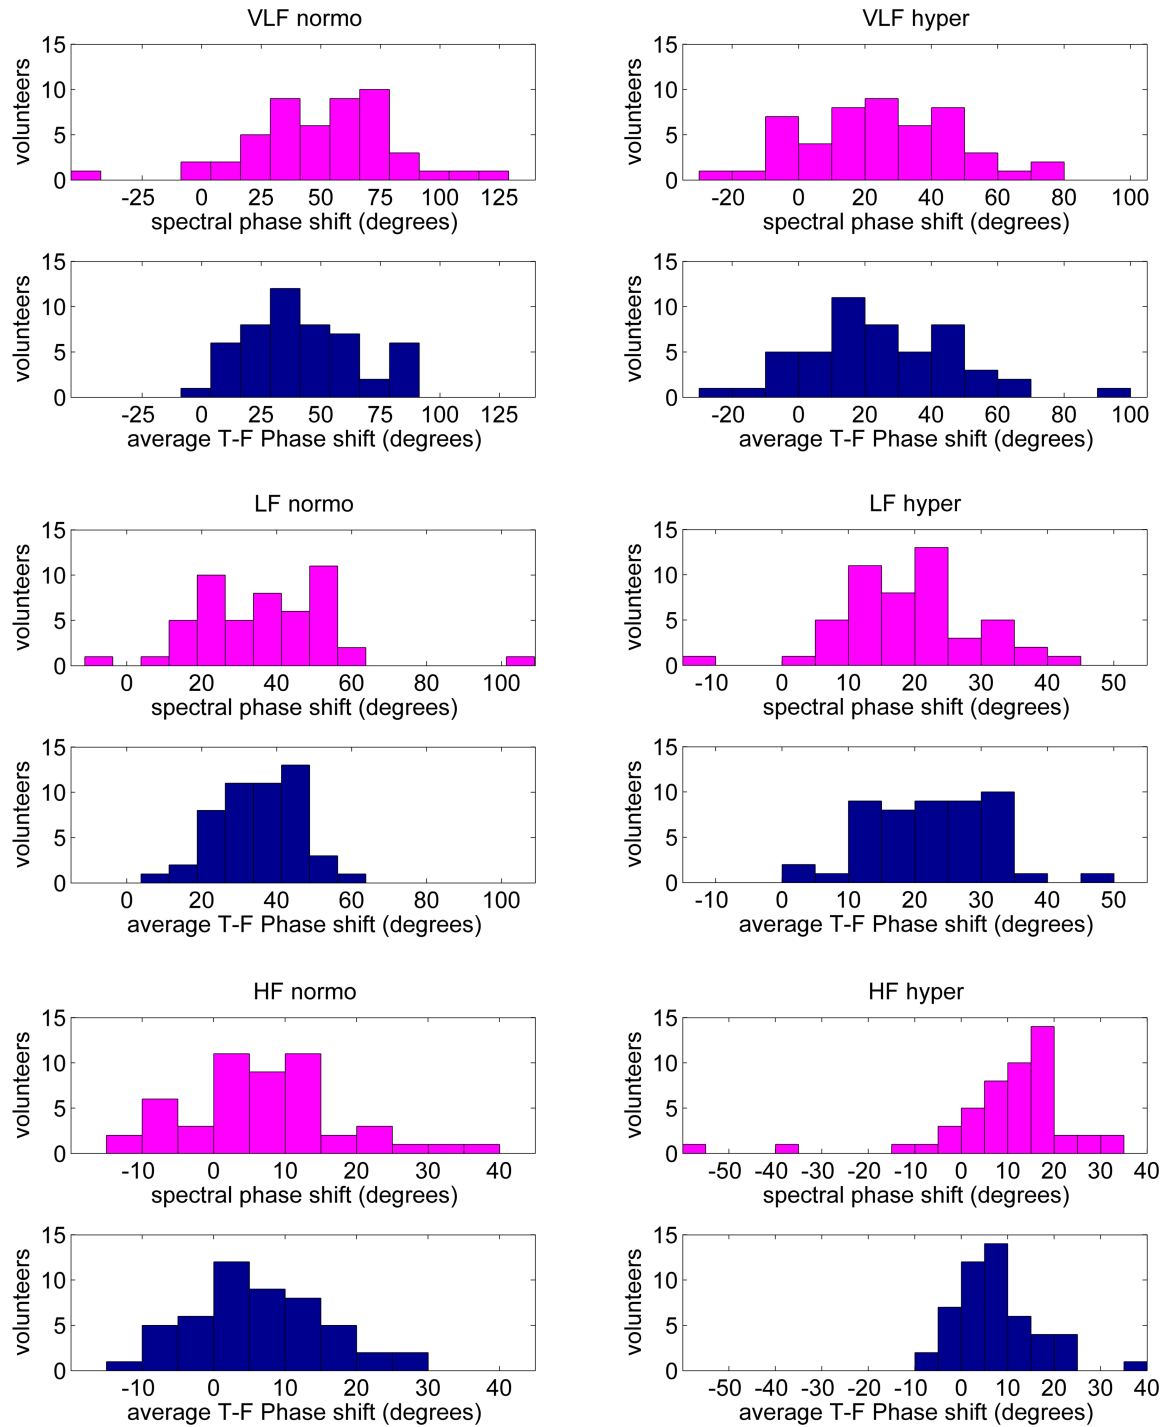 VLF normo
15
10
5
0
volunteers
-25 0 25 50 75 100 125
spectral phase shift (degrees)
15
10
5
0
volunteers
-25 0 25 50 75 100 125
average T-F Phase shift (degrees)
VLF hyper
15
10
5
0
volunteers
-20 0 20 40 60 80 100
spectral phase shift (degrees)
15
10
5
0
volunteers
-20 0 20 40 60 80 100
average T-F Phase shift (degrees)
LF normo
15
10
5
0
volunteers
0 20 40 60 80 100
spectral phase shift (degrees)
15
10
5
0
volunteers
0 20 40 60 80 100
average T-F Phase shift (degrees)
LF hyper
15
10
5
0
volunteers
-10 0 10 20 30 40 50
spectral phase shift (degrees)
15
10
5
0
volunteers
-10 0 10 20 30 40 50
average T-F Phase shift (degrees)
HF normo
15
10
5
0
volunteers
-10 0 10 20 30 40
spectral phase shift (degrees)
15
10
5
0
volunteers
-10 0 10 20 30 40
average T-F Phase shift (degrees)
HF hyper
15
10
5
0
volunteers
-50 -40 -30 -20 -10 0 10 20 30 40
spectral phase shift (degrees)
15
10
5
0
volunteers
-50 -40 -30 -20 -10 0 10 20 30 40
average T-F Phase shift (degrees)